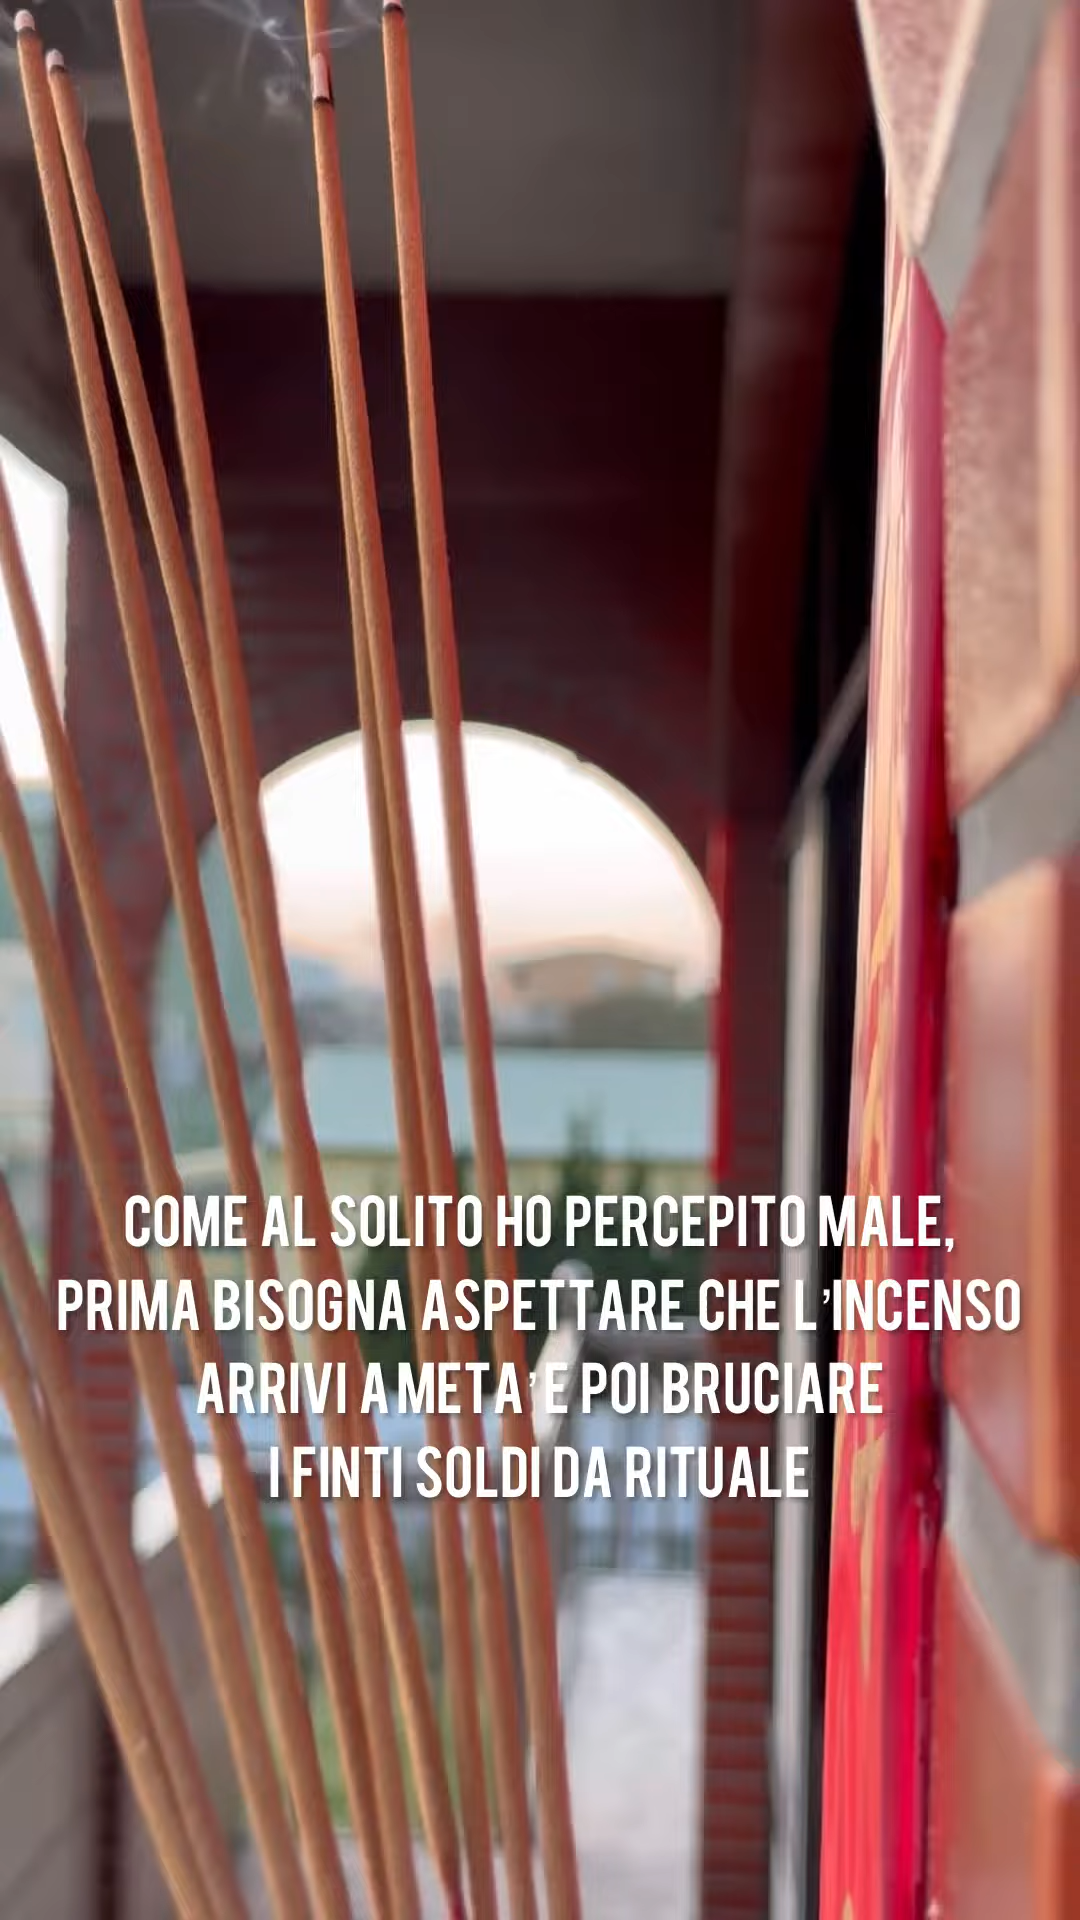 COME AL SOLITO HO PERCEPITO MALE,
PRIMA BISOGNA ASPETTARE CHE L'INCENSO
ARRIVI A META' E POI BRUCIARE
I FINTI SOLDI DA RITUALE